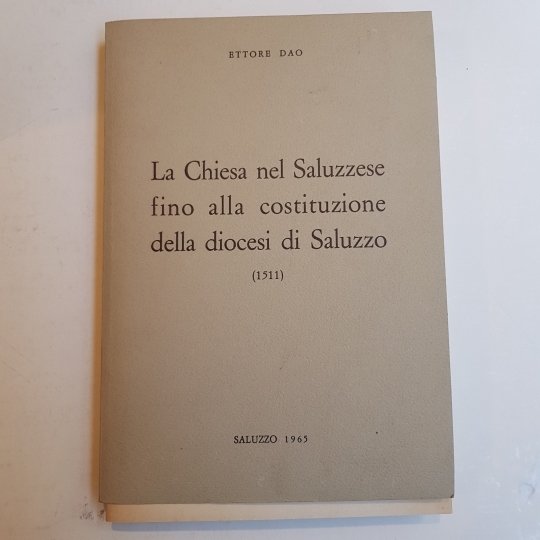 ETTORE DAO
La Chiesa nel Saluzzese
fino alla costituzione
della diocesi di Saluzzo
(1511)
SALUZZO 1965